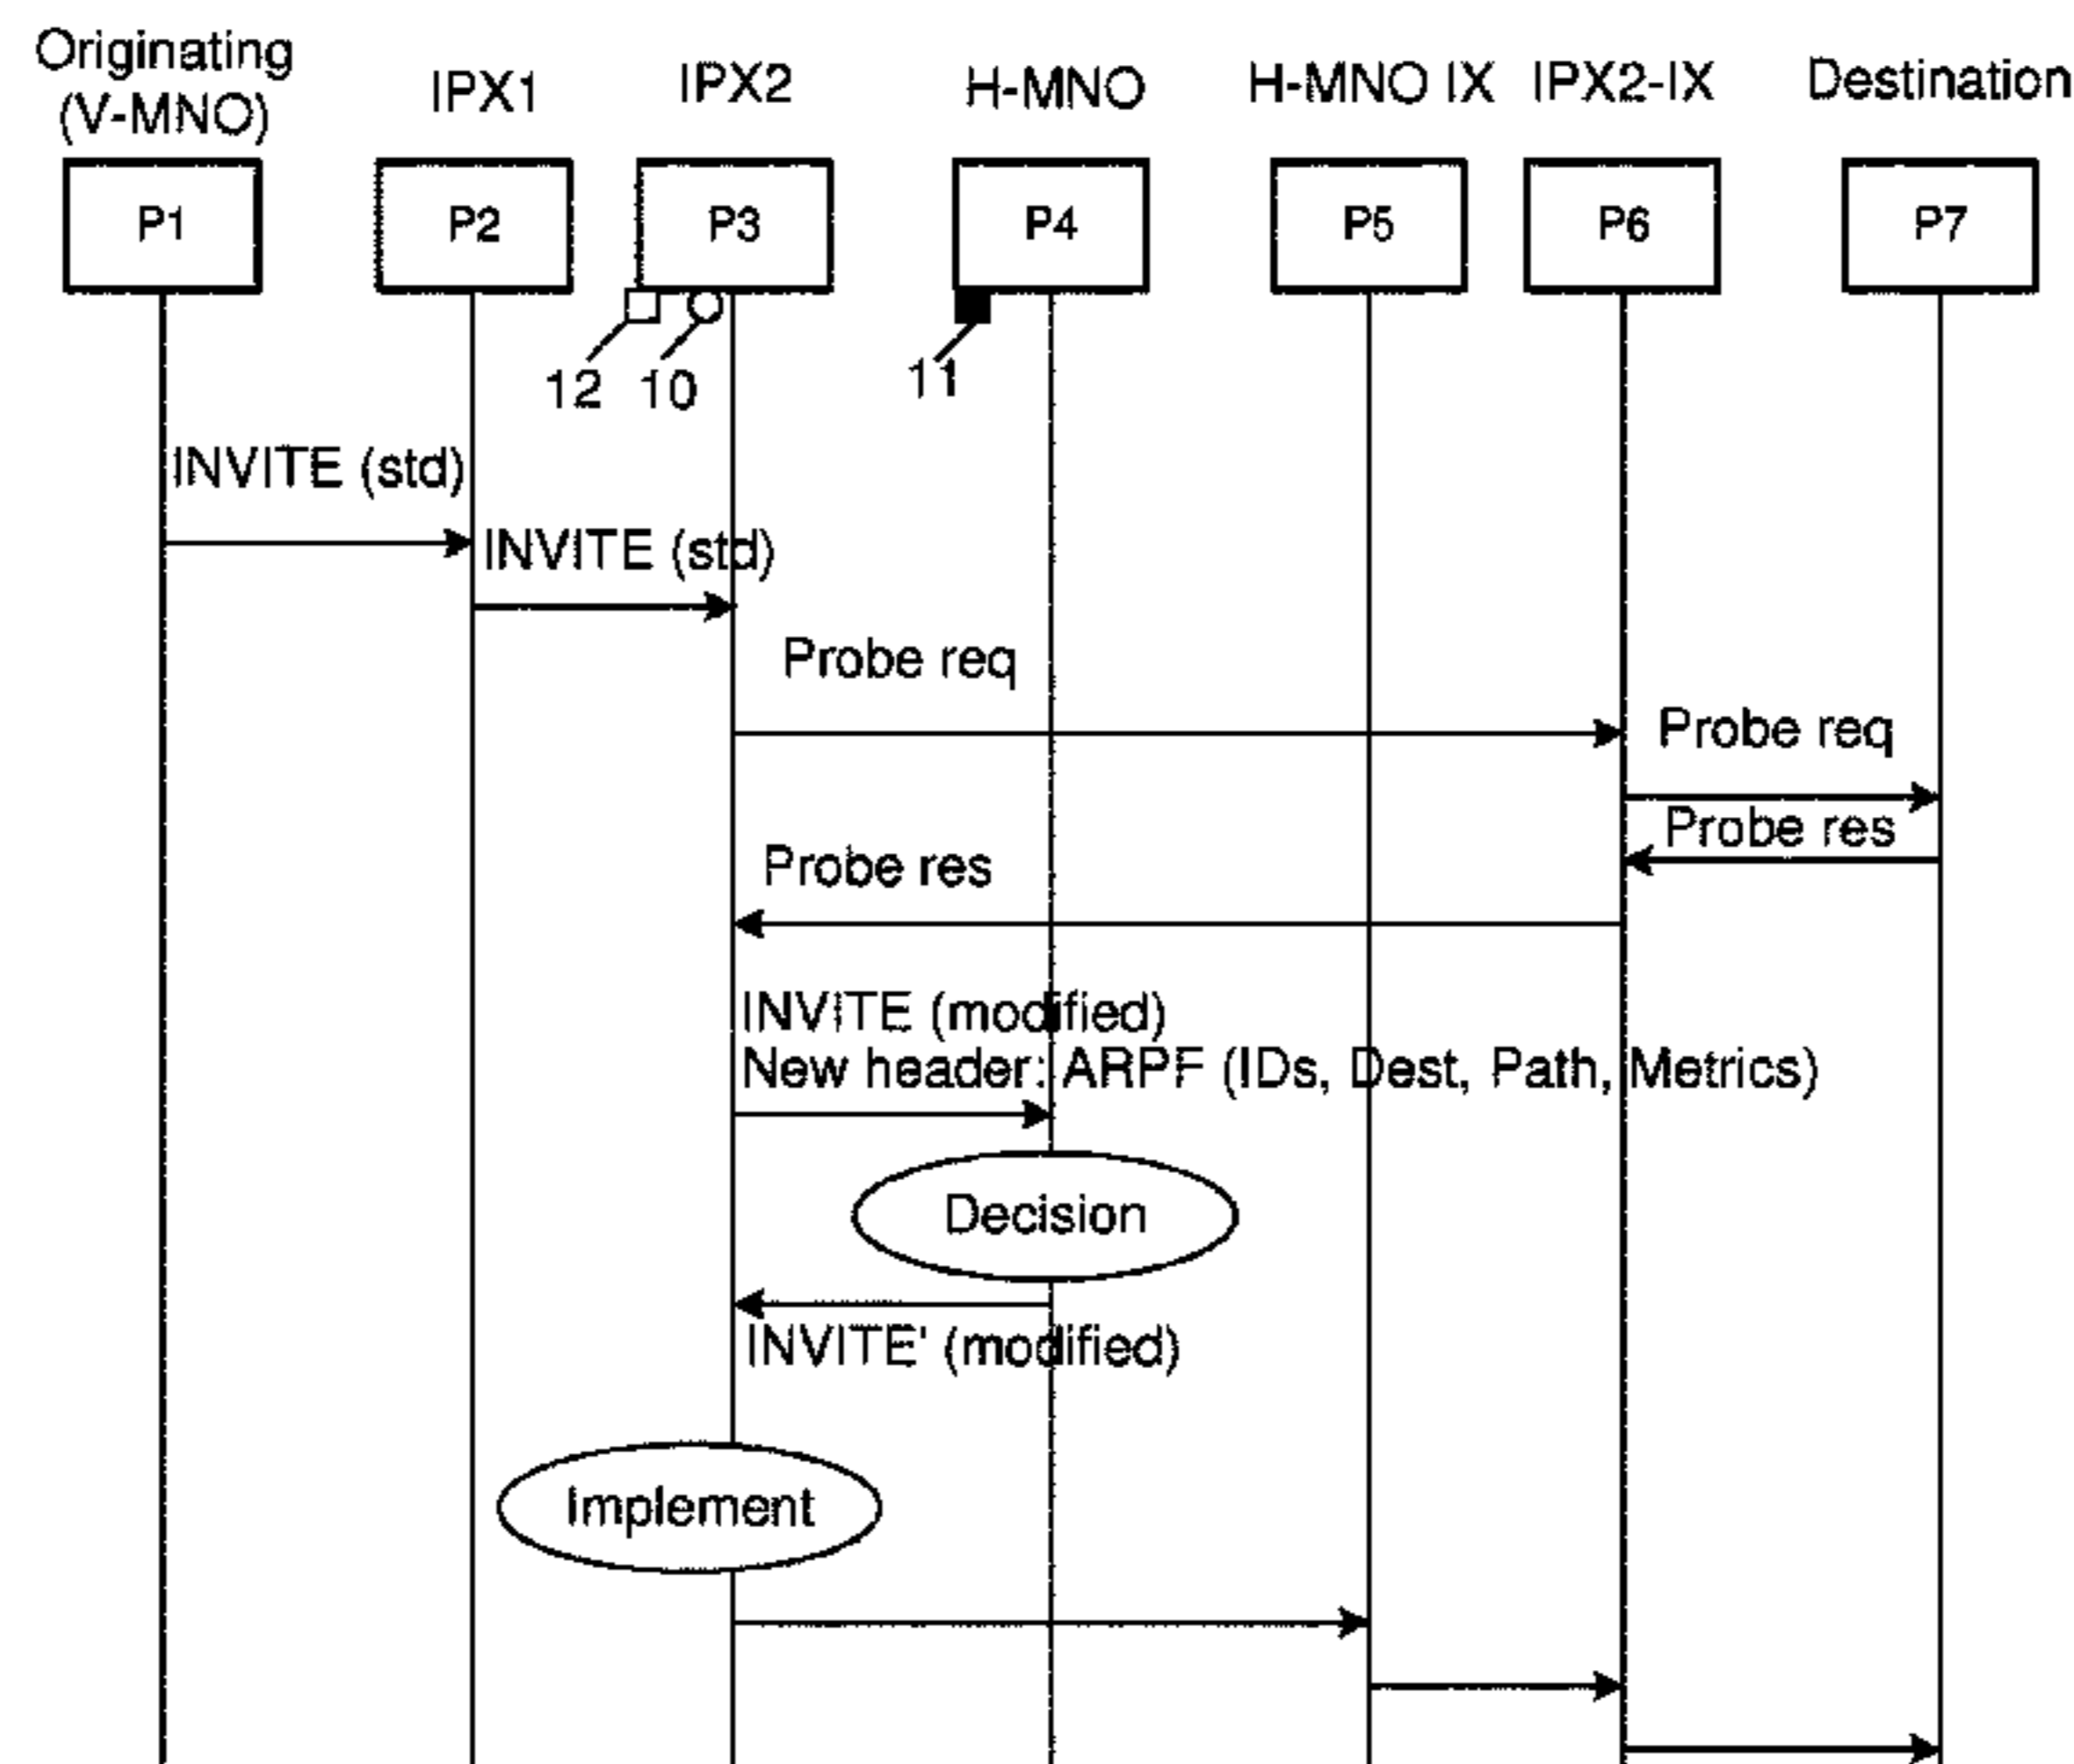 Originating
(V-MNO)
IPX1
IPX2
H-MNO
H-MNO IX
IPX2-IX
Destination
P1
P2
P3
P4
P5
P6
P7
12
10
11
INVITE (std)
INVITE (std)
Probe req
Probe req
Probe res
Probe res
INVITE (modified)
New header: ARPF (IDs, Dest, Path, Metrics)
Decision
INVITE' (modified)
Implement